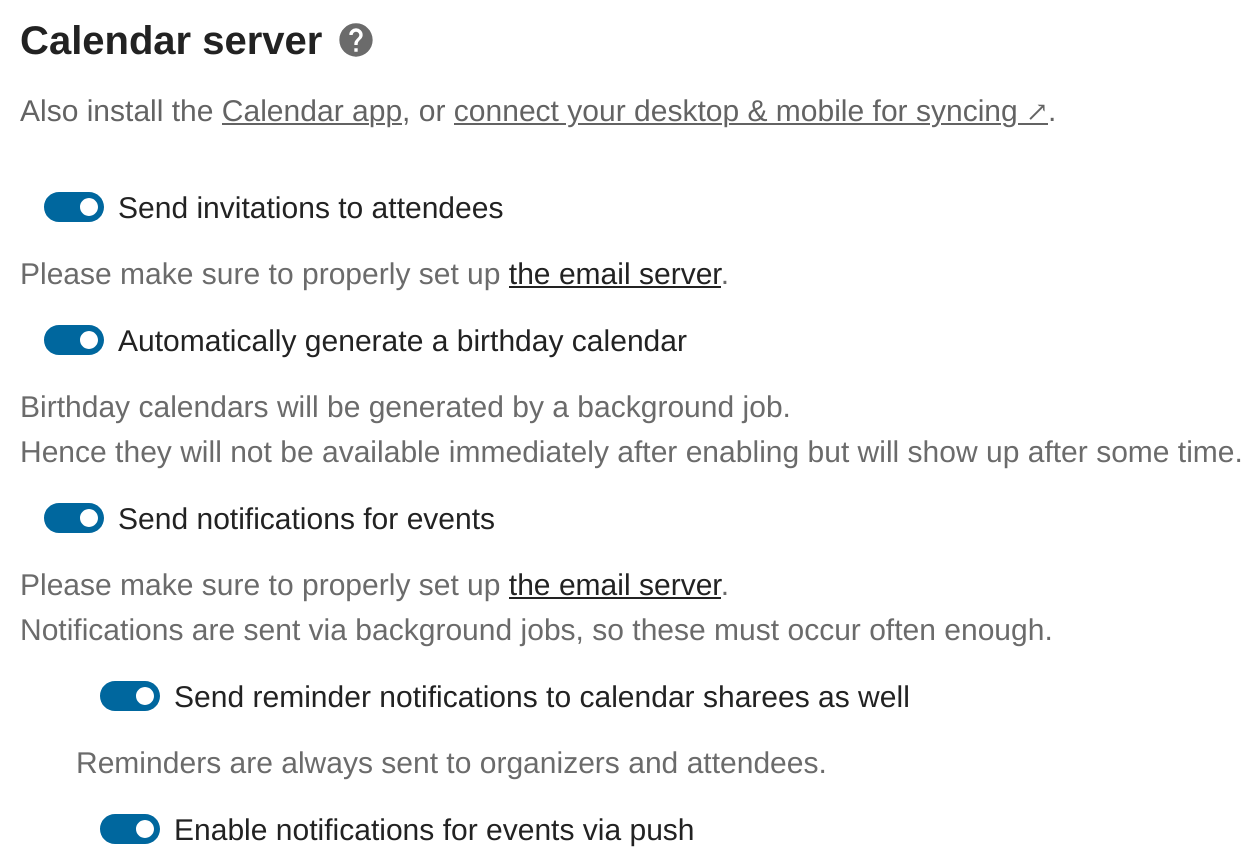 Calendar server
Also install the Calendar app, or connect your desktop & mobile for syncing ↗.
Send invitations to attendees
Please make sure to properly set up the email server.
Automatically generate a birthday calendar
Birthday calendars will be generated by a background job.
Hence they will not be available immediately after enabling but will show up after some time.
Send notifications for events
Please make sure to properly set up the email server.
Notifications are sent via background jobs, so these must occur often enough.
Send reminder notifications to calendar sharees as well
Reminders are always sent to organizers and attendees.
Enable notifications for events via push